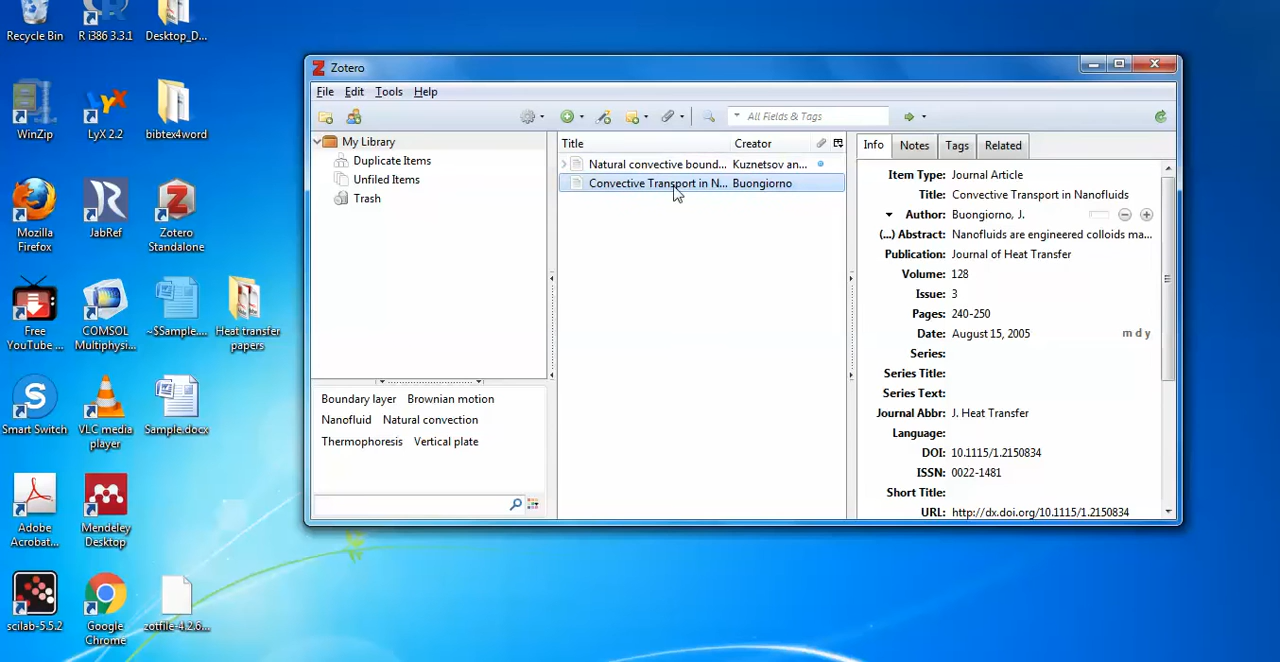 Recycle Bin
R i386 3.3.1
Desktop_D...
WinZip
LyX 2.2
bibtex4word
Mozilla
Firefox
JabRef
Zotero
Standalone
Free
YouTube ...
COMSOL
Multiphysi...
~$Sample....
Heat transfer
papers
Smart Switch
VLC media
player
Sample.docx
Adobe
Acrobat...
Mendeley
Desktop
scilab-5.5.2
Google
Chrome
zotfile-4.2.6...
Zotero
File Edit Tools Help
All Fields & Tags
My Library
Duplicate Items
Unfiled Items
Trash
Boundary layer Brownian motion
Nanofluid Natural convection
Thermophoresis Vertical plate
Title Creator
Natural convective bound... Kuznetsov an...
Convective Transport in N... Buongiorno
Info Notes Tags Related
Item Type: Journal Article
Title: Convective Transport in Nanofluids
Author: Buongiorno, J.
(...) Abstract: Nanofluids are engineered colloids ma...
Publication: Journal of Heat Transfer
Volume: 128
Issue: 3
Pages: 240-250
Date: August 15, 2005 m d y
Series:
Series Title:
Series Text:
Journal Abbr: J. Heat Transfer
Language:
DOI: 10.1115/1.2150834
ISSN: 0022-1481
Short Title:
URL: http://dx.doi.org/10.1115/1.2150834